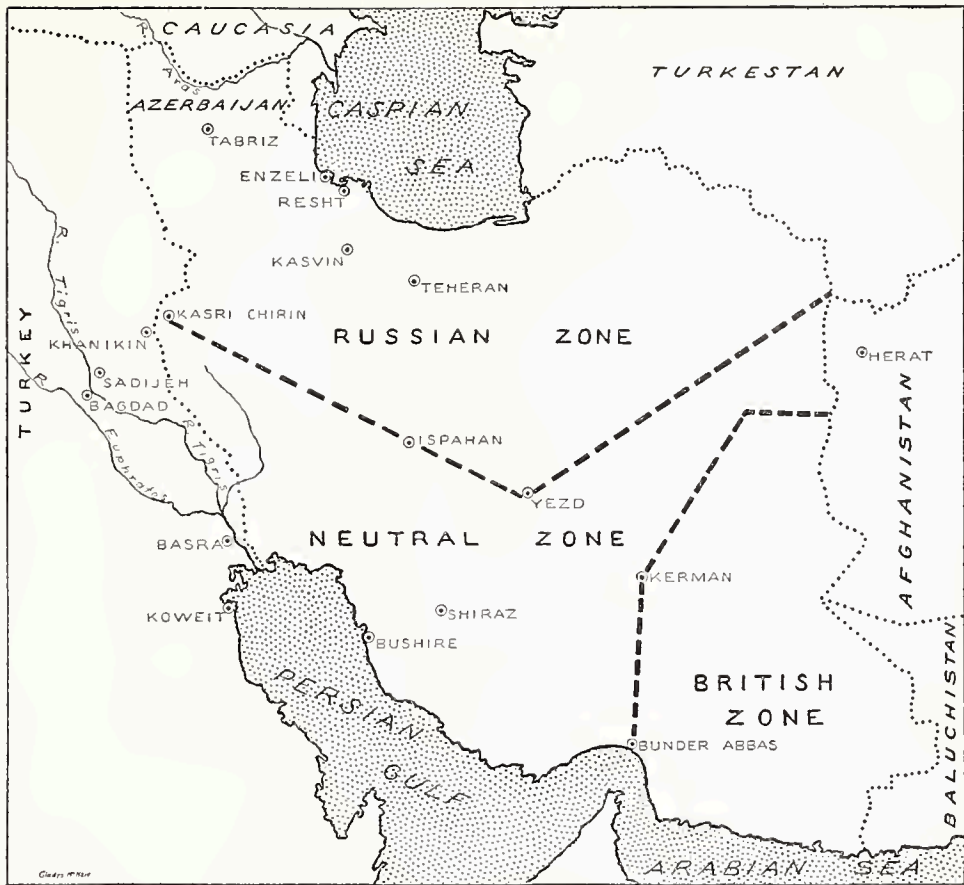 CAUCASIA
TURKESTAN
R. Aras
AZERBAIJAN
CASPIAN
SEA
TABRIZ
ENZELI
RESHT
KASVIN
TEHERAN
R. Tigris
KASRI CHIRIN
KHANIKIN
RUSSIAN ZONE
HERAT
TURKEY
SADIJEH
BAGDAD
R. Euphrates
R. Tigris
ISPAHAN
YEZD
AFGHANISTAN
BASRA
NEUTRAL ZONE
KERMAN
KOWEIT
SHIRAZ
BUSHIRE
PERSIAN
GULF
BRITISH
ZONE
BUNDER ABBAS
BALUCHISTAN
ARABIAN SEA
Gladys